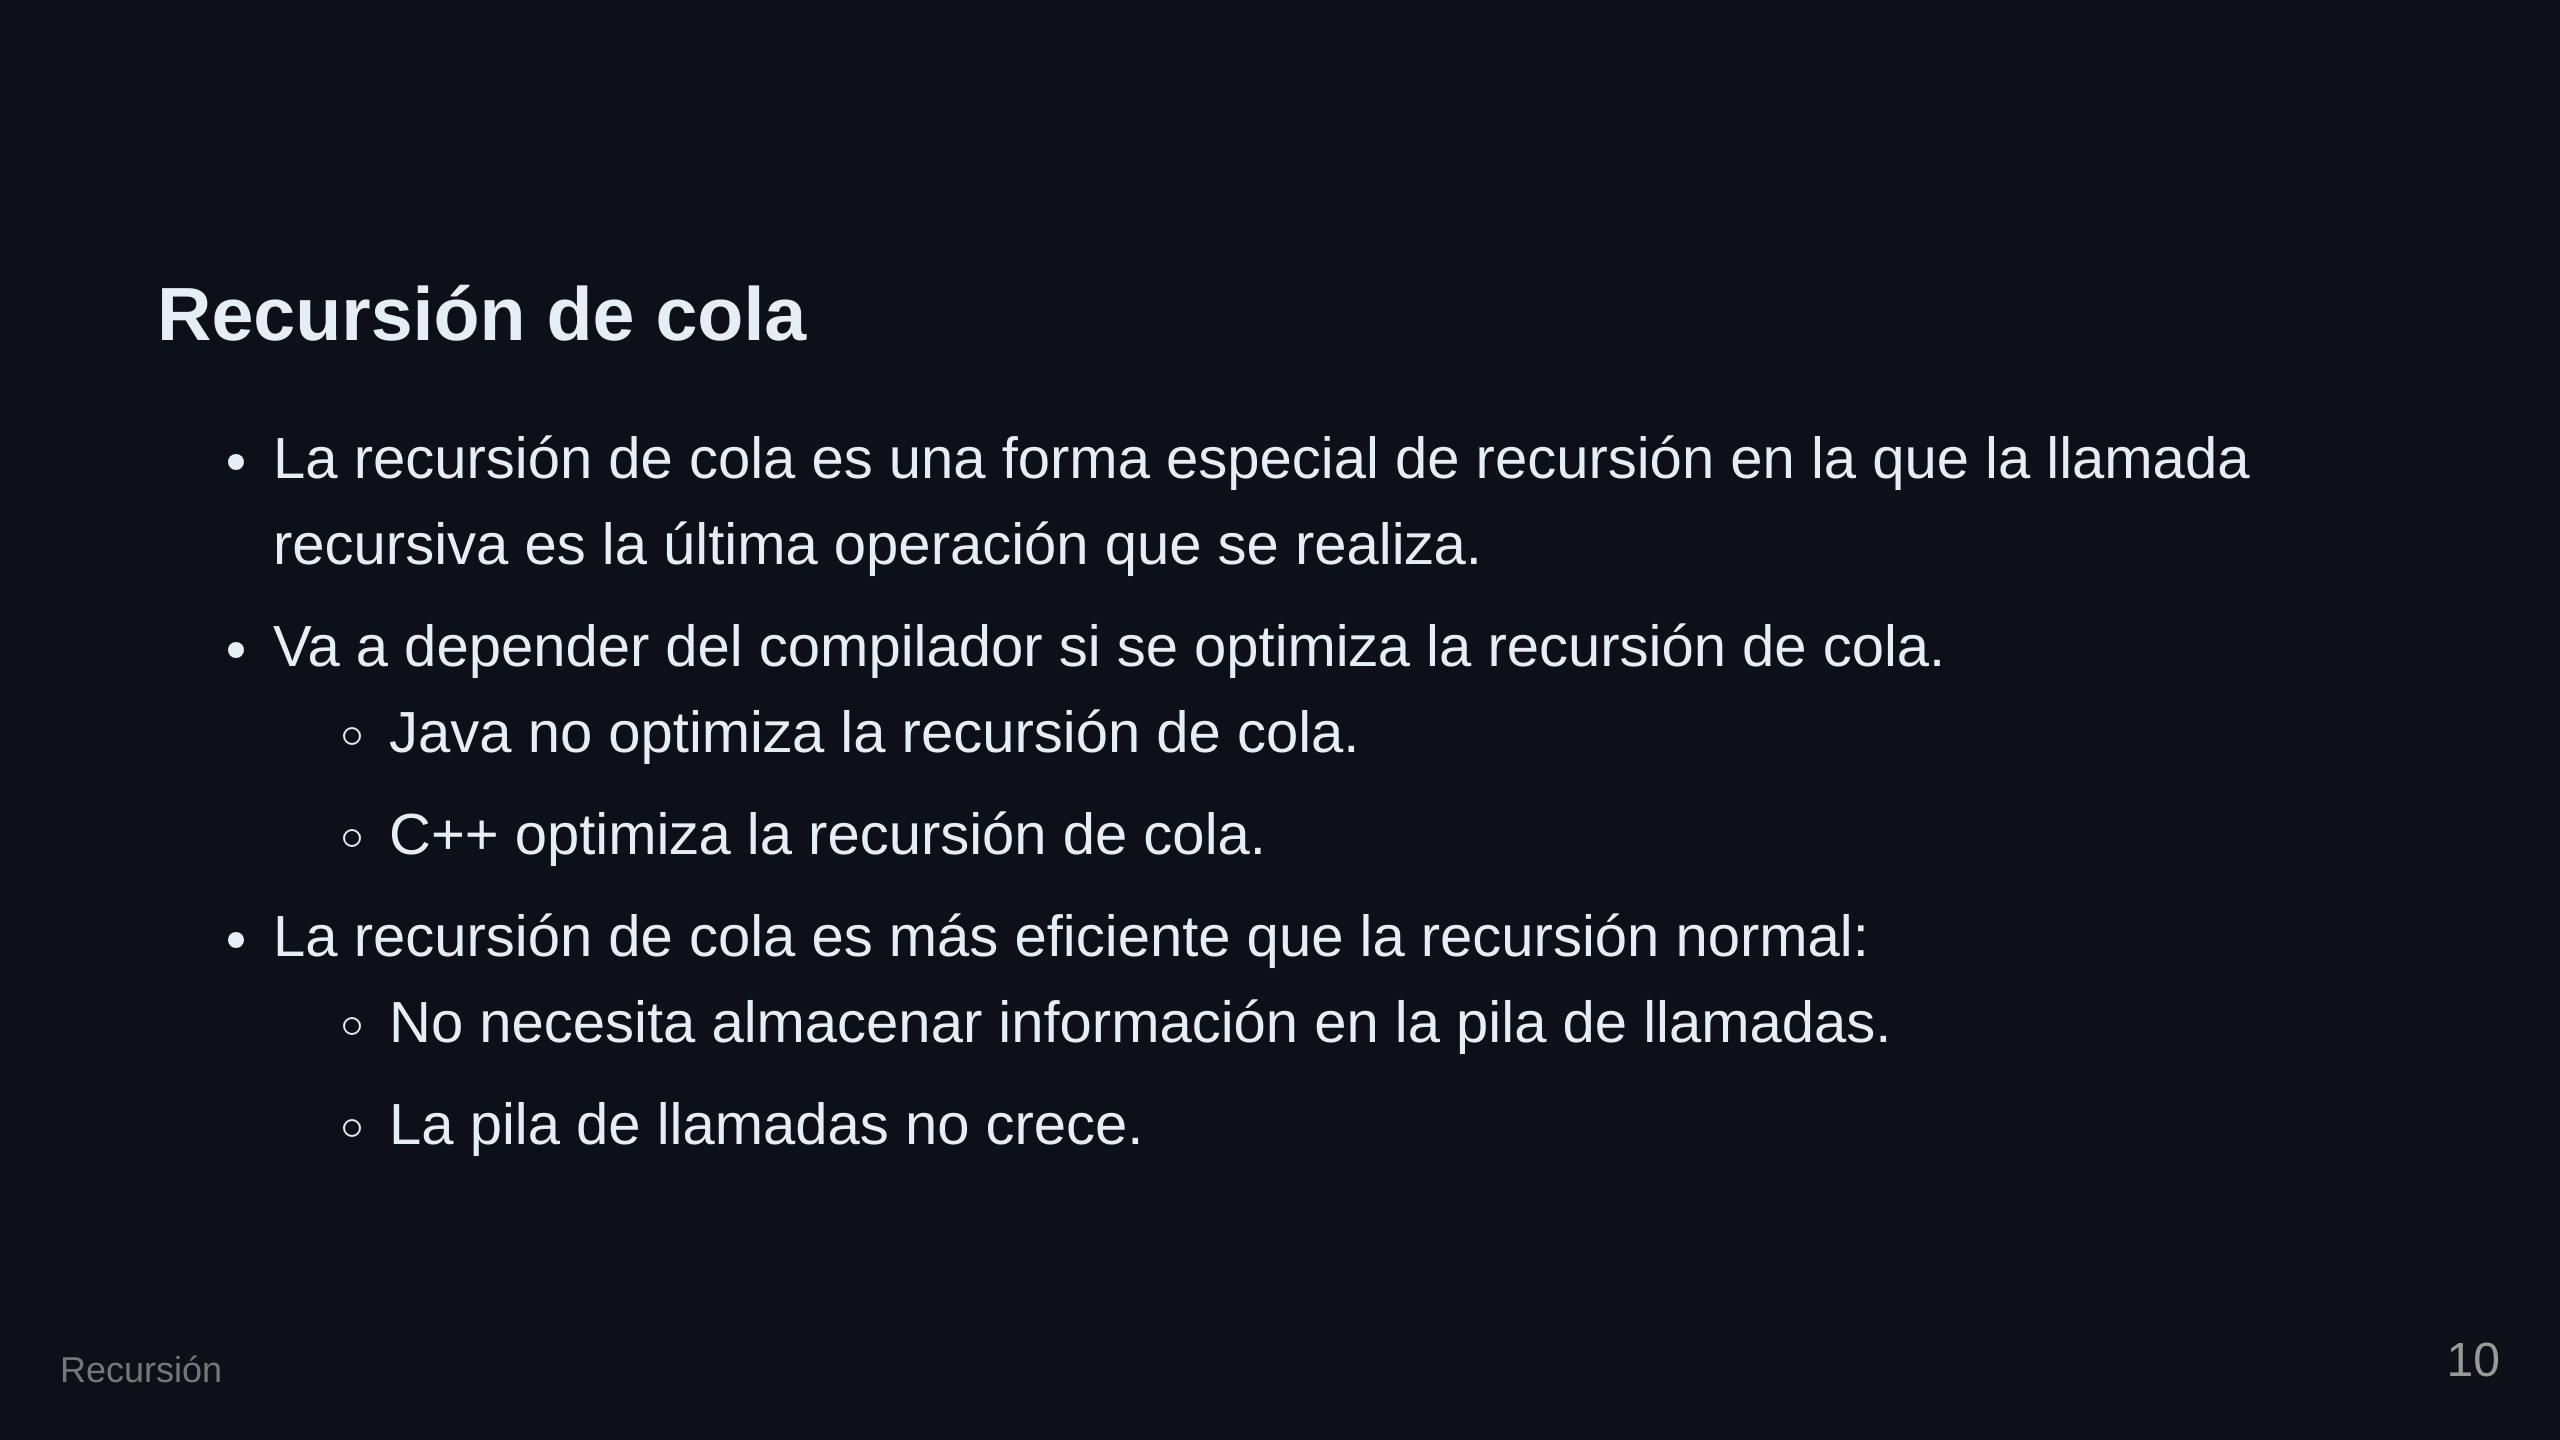 Recursión de cola
• La recursión de cola es una forma especial de recursión en la que la llamada
recursiva es la última operación que se realiza.
• Va a depender del compilador si se optimiza la recursión de cola.
◦ Java no optimiza la recursión de cola.
◦ C++ optimiza la recursión de cola.
• La recursión de cola es más eficiente que la recursión normal:
◦ No necesita almacenar información en la pila de llamadas.
◦ La pila de llamadas no crece.
Recursión
10